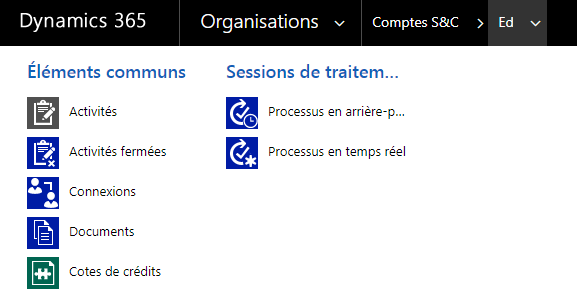 Dynamics 365 Organisations Comptes S&C Ed
Éléments communs Sessions de traitem...
Activités Processus en arrière-p...
Activités fermées Processus en temps réel
Connexions
Documents
Cotes de crédits